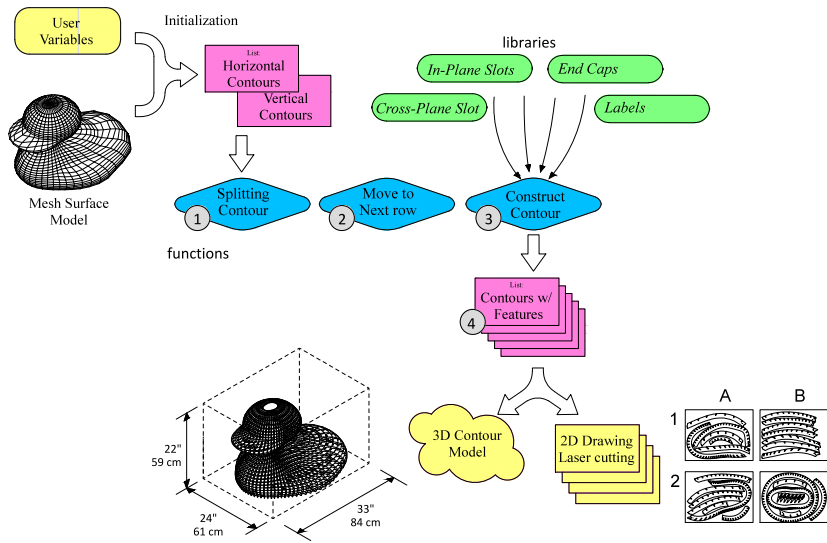 User
Variables
Initialization
List:
Horizontal
Contours
Vertical
Contours
libraries
In-Plane Slots
End Caps
Cross-Plane Slot
Labels
Mesh Surface
Model
Splitting
Contour
1
Move to
Next row
2
Construct
Contour
3
functions
List:
Contours w/
Features
4
3D Contour
Model
2D Drawing
Laser cutting
A
B
1
2
22"
59 cm
24"
61 cm
33"
84 cm